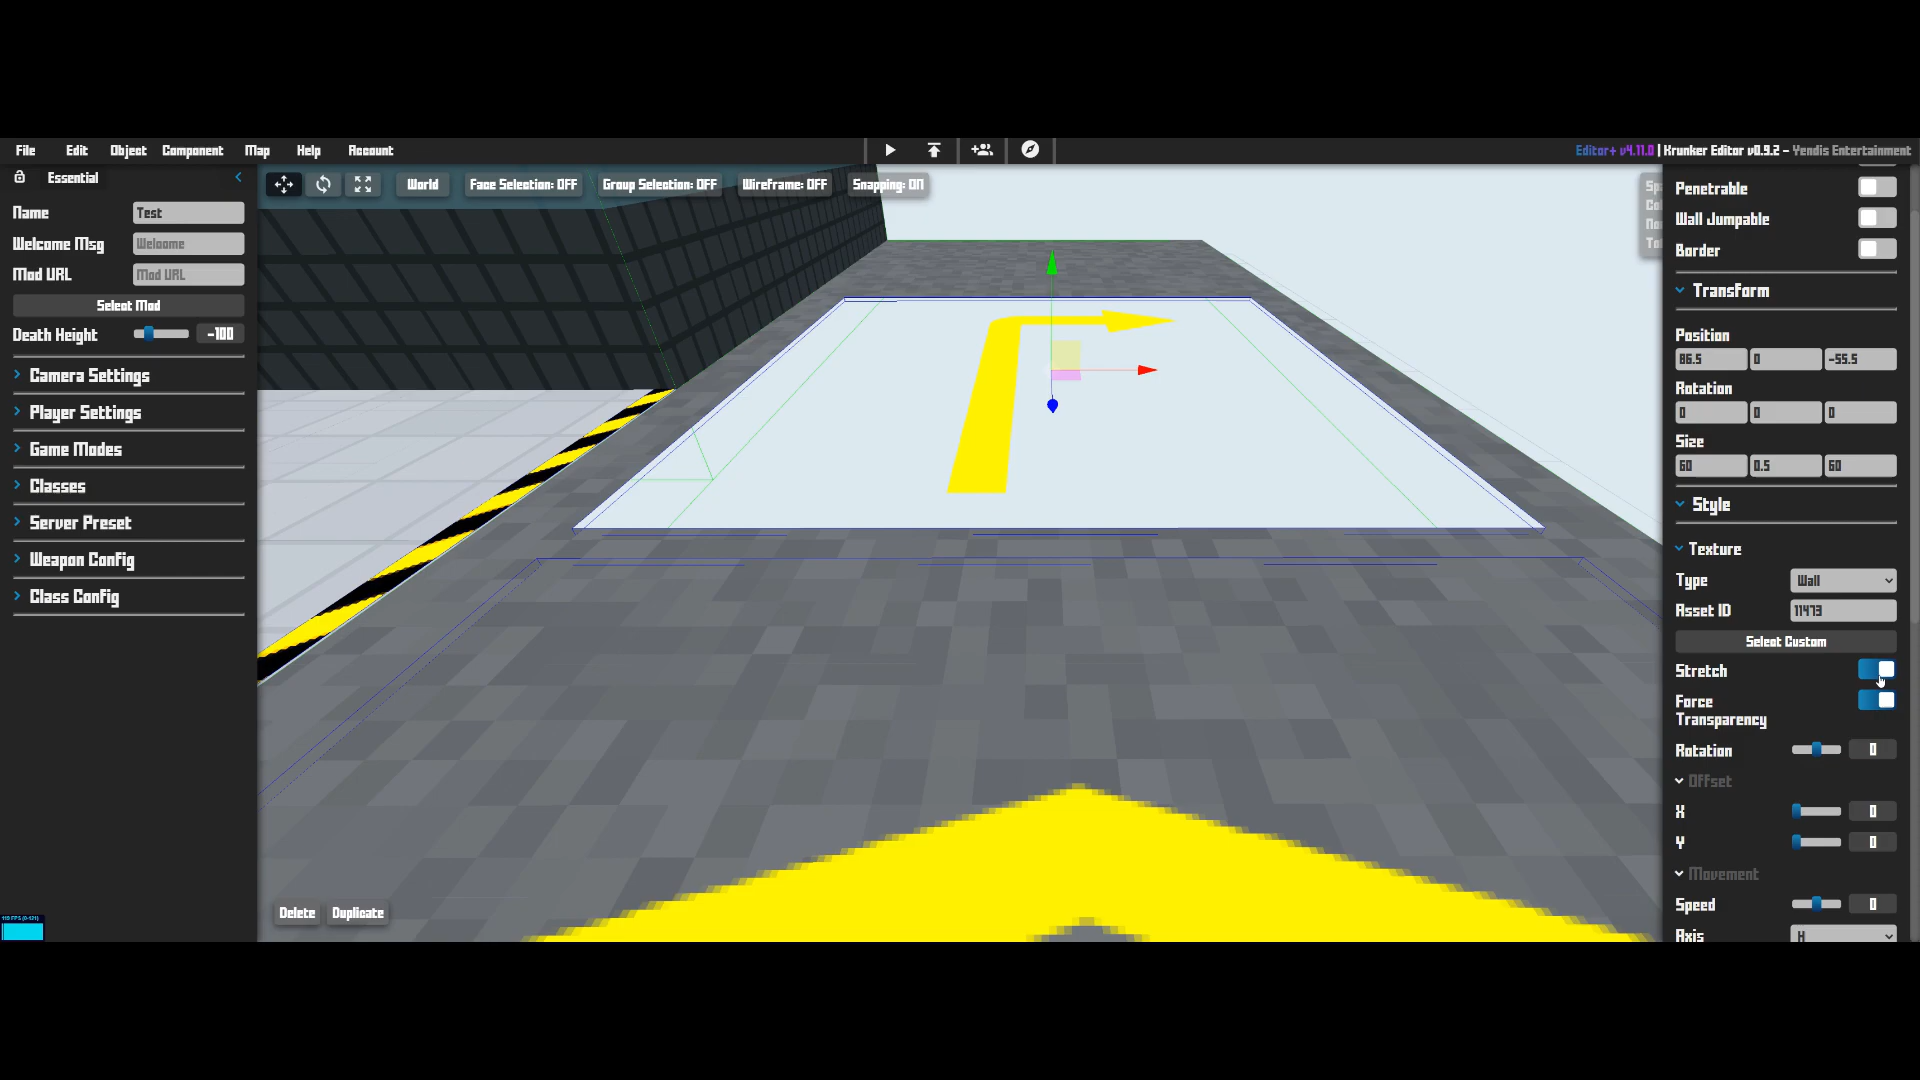 File Edit Object Component Map Help Account
Editor+ v4.11.0 | Krunker Editor v0.9.2 - Yendis Entertainment
Essential
World Face Selection: OFF Group Selection: OFF Wireframe: OFF Snapping: ON
Name Test
Welcome Msg Welcome
Mod URL Mod URL
Select Mod
Death Height -100
Camera Settings
Player Settings
Game Modes
Classes
Server Preset
Weapon Config
Class Config
Delete Duplicate
Penetrable
Wall Jumpable
Border
Transform
Position
86.5 0 -55.5
Rotation
0 0 0
Size
60 0.5 60
Style
Texture
Type Wall
Asset ID 11473
Select Custom
Stretch
Force
Transparency
Rotation 0
Offset
X 0
Y 0
Movement
Speed 0
Axis